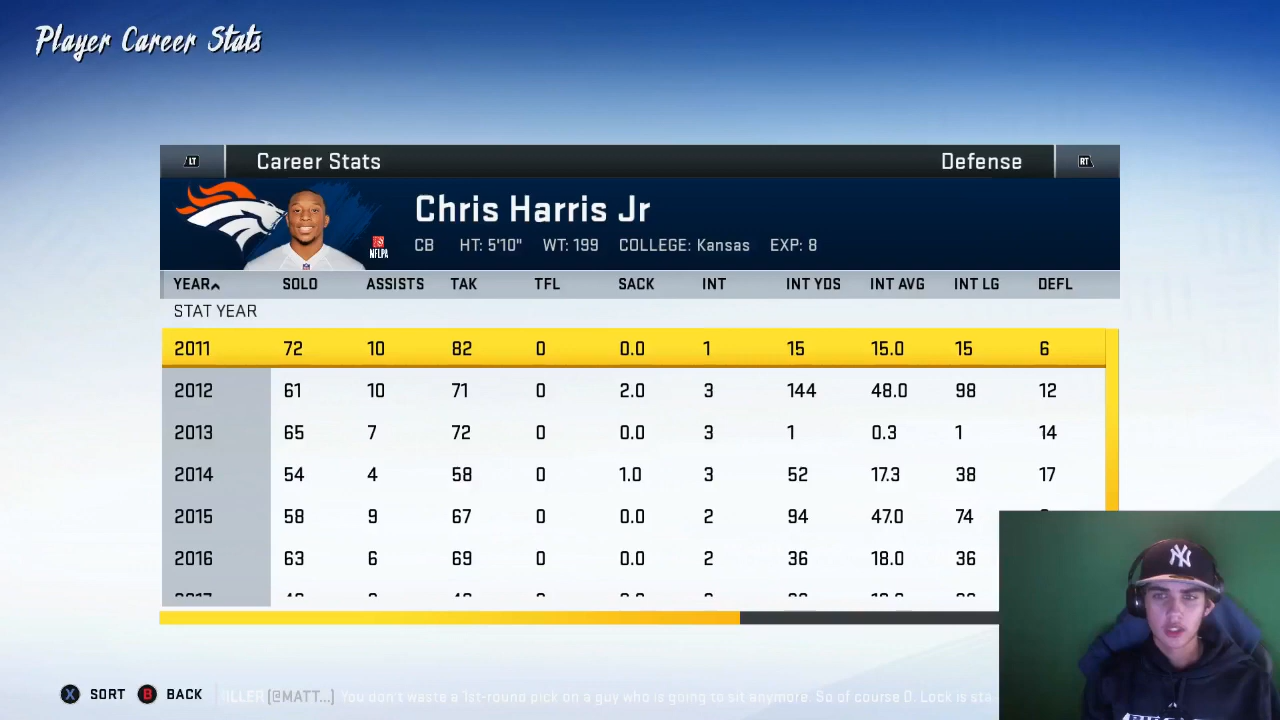 Player Career Stats
LT Career Stats Defense RT
Chris Harris Jr
CB HT: 5'10" WT: 199 COLLEGE: Kansas EXP: 8
NFLPA
YEAR SOLO ASSISTS TAK TFL SACK INT INT YDS INT AVG INT LG DEFL
STAT YEAR
2011 72 10 82 0 0.0 1 15 15.0 15 6
2012 61 10 71 0 2.0 3 144 48.0 98 12
2013 65 7 72 0 0.0 3 1 0.3 1 14
2014 54 4 58 0 1.0 3 52 17.3 38 17
2015 58 9 67 0 0.0 2 94 47.0 74
2016 63 6 69 0 0.0 2 36 18.0 36
NY
X SORT B BACK ILLER (@MATT...) You don't waste a 1st-round pick on a guy who is going to sit anymore. So of course D. Lock is sta